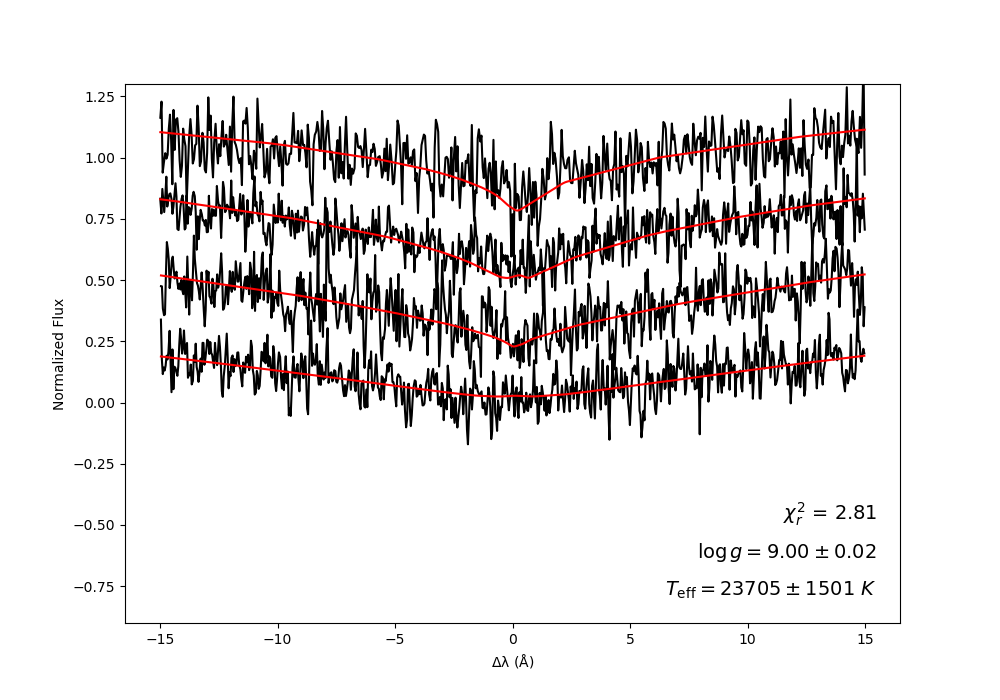 1.25
1.00
0.75
0.50
0.25
0.00
−0.25
−0.50
−0.75
Normalized Flux
χ²ᵣ = 2.81
log g = 9.00 ± 0.02
T_eff = 23705 ± 1501 K
−15 −10 −5 0 5 10 15
Δλ (Å)